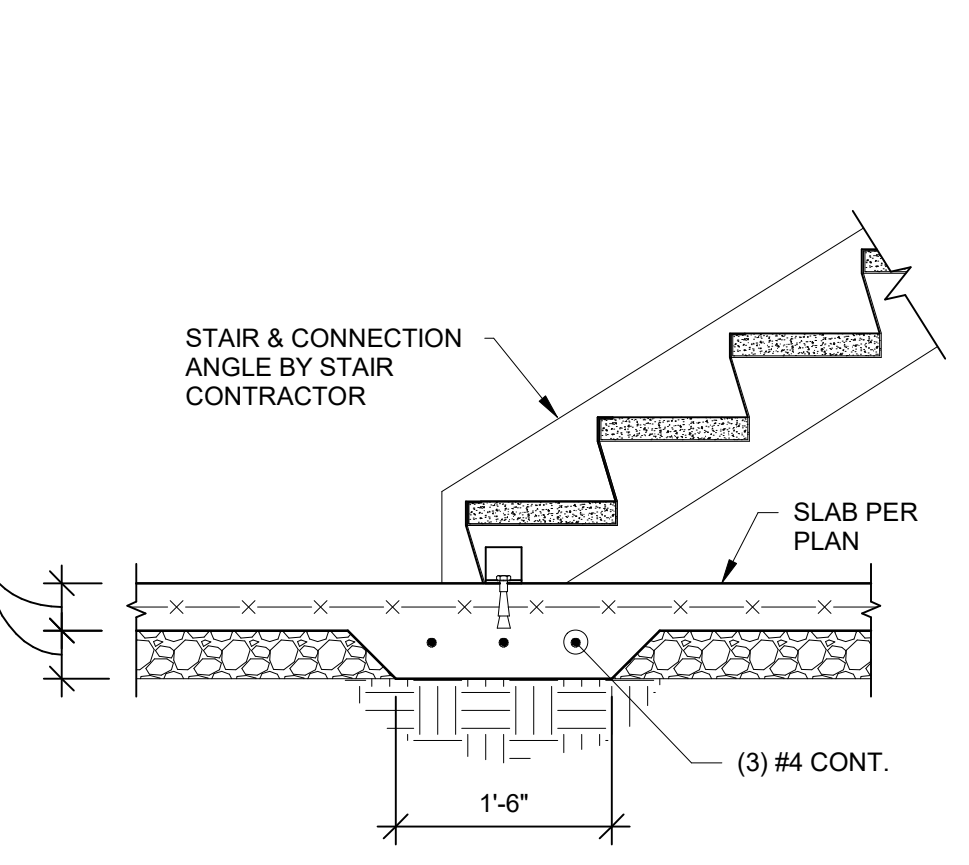 STAIR & CONNECTION
ANGLE BY STAIR
CONTRACTOR
SLAB PER
PLAN
(3) #4 CONT.
1'-6"